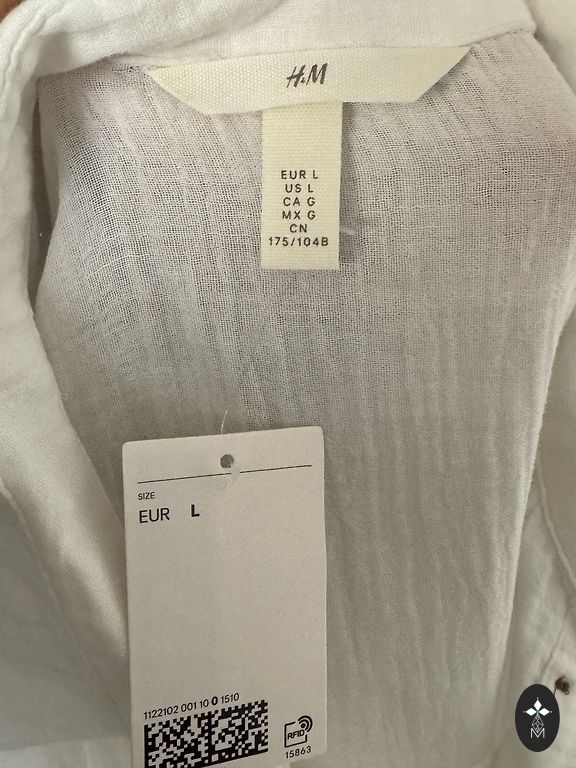 H&M
EUR L
US L
CA G
MX G
CN
175/104B
SIZE
EUR L
1122102 001 10 0 1510
RFID
15863
M